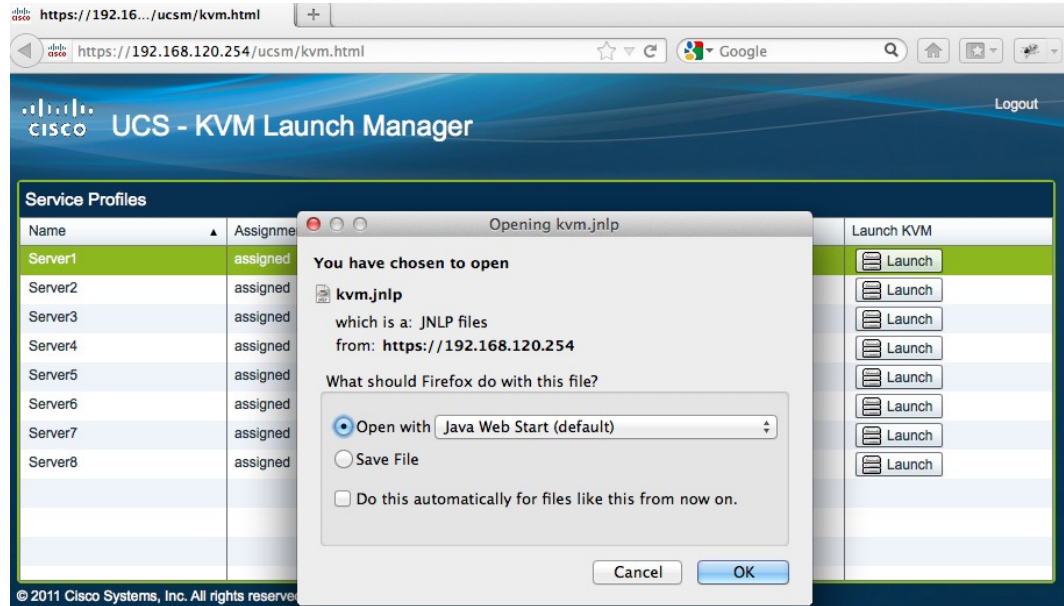 https://192.16.../ucsm/kvm.html
https://192.168.120.254/ucsm/kvm.html
Google
CISCO UCS - KVM Launch Manager
Logout
Service Profiles
Name
Launch KVM
Server1 assigned Launch
Server2 assigned Launch
Server3 assigned Launch
Server4 assigned Launch
Server5 assigned Launch
Server6 assigned Launch
Server7 assigned Launch
Server8 assigned Launch
Opening kvm.jnlp
You have chosen to open
kvm.jnlp
which is a: JNLP files
from: https://192.168.120.254
What should Firefox do with this file?
Open with Java Web Start (default)
Save File
Do this automatically for files like this from now on.
Cancel OK
© 2011 Cisco Systems, Inc. All rights